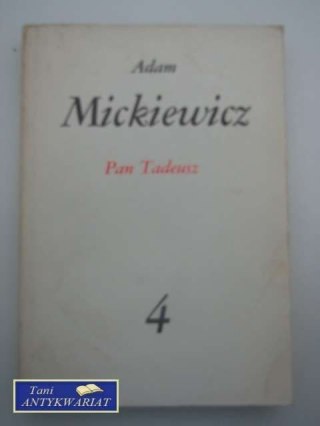 Adam
Mickiewicz
Pan Tadeusz
4
Tani
ANTYKWARIAT